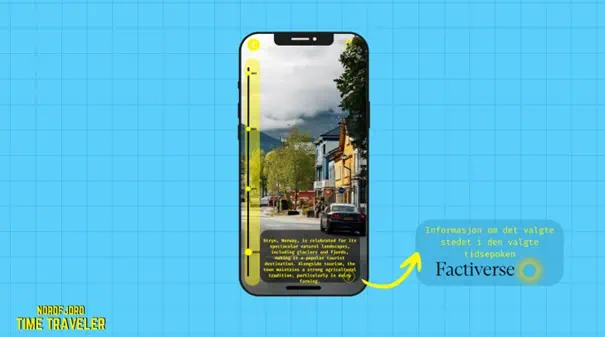 Stryn, Norway, is celebrated for its
spectacular natural landscapes,
including glaciers and fjords,
making it a popular tourist
destination. Alongside tourism, the
town maintains a strong agricultural
tradition, particularly in dairy
farming.
Informasjon om det valgte
stedet i den valgte
tidsepoken
Factiverse
NORDFJORD
TIME TRAVELER